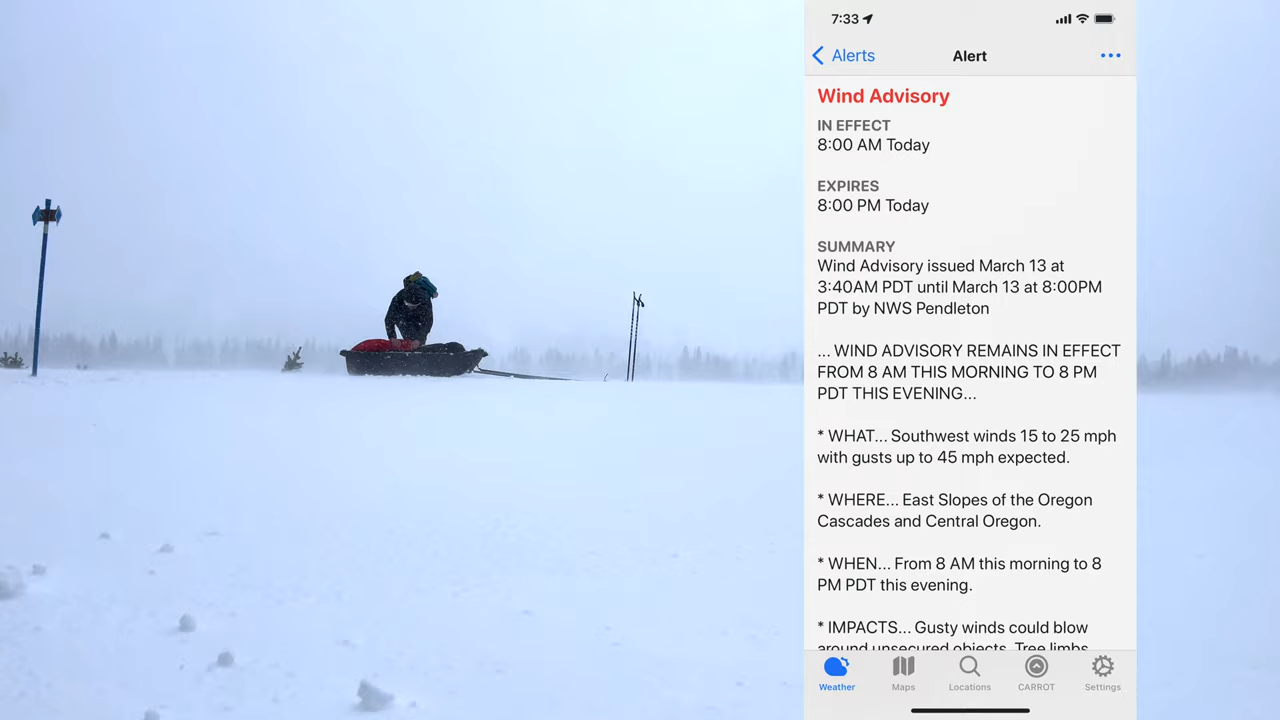 7:33
Alerts
Alert
Wind Advisory
IN EFFECT
8:00 AM Today
EXPIRES
8:00 PM Today
SUMMARY
Wind Advisory issued March 13 at
3:40AM PDT until March 13 at 8:00PM
PDT by NWS Pendleton
... WIND ADVISORY REMAINS IN EFFECT
FROM 8 AM THIS MORNING TO 8 PM
PDT THIS EVENING...
* WHAT... Southwest winds 15 to 25 mph
with gusts up to 45 mph expected.
* WHERE... East Slopes of the Oregon
Cascades and Central Oregon.
* WHEN... From 8 AM this morning to 8
PM PDT this evening.
* IMPACTS... Gusty winds could blow
around unsecured objects. Tree limbs
Weather
Maps
Locations
CARROT
Settings